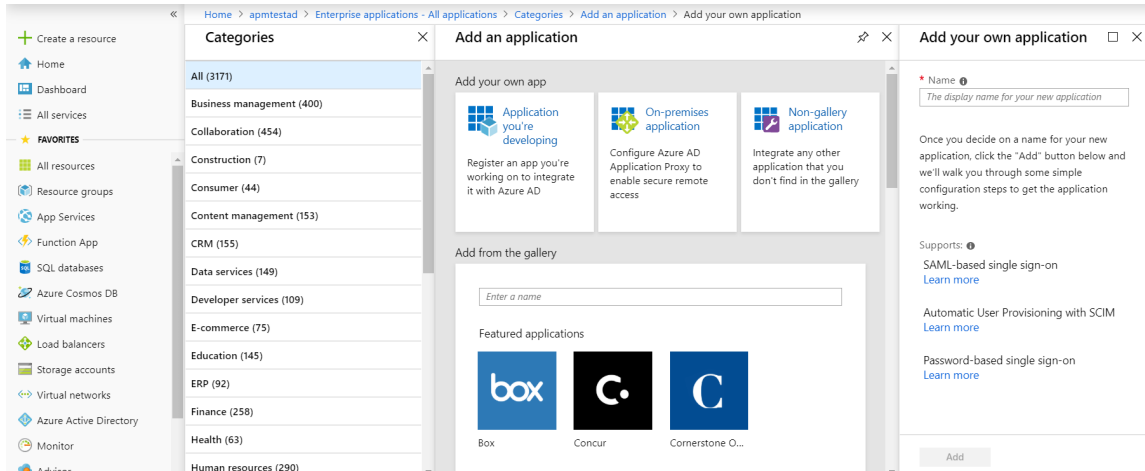 «
Home > apmtestad > Enterprise applications - All applications > Categories > Add an application > Add your own application
Create a resource
Home
Dashboard
All services
FAVORITES
All resources
Resource groups
App Services
Function App
SQL databases
Azure Cosmos DB
Virtual machines
Load balancers
Storage accounts
Virtual networks
Azure Active Directory
Monitor
Advisor
Categories
All (3171)
Business management (400)
Collaboration (454)
Construction (7)
Consumer (44)
Content management (153)
CRM (155)
Data services (149)
Developer services (109)
E-commerce (75)
Education (145)
ERP (92)
Finance (258)
Health (63)
Human resources (290)
Add an application
Add your own app
Application
you're
developing
Register an app you're
working on to integrate
it with Azure AD
On-premises
application
Configure Azure AD
Application Proxy to
enable secure remote
access
Non-gallery
application
Integrate any other
application that you
don't find in the gallery
Add from the gallery
Enter a name
Featured applications
box
C.
C
Box
Concur
Cornerstone O...
Add your own application
* Name
The display name for your new application
Once you decide on a name for your new
application, click the "Add" button below and
we'll walk you through some simple
configuration steps to get the application
working.
Supports:
SAML-based single sign-on
Learn more
Automatic User Provisioning with SCIM
Learn more
Password-based single sign-on
Learn more
Add